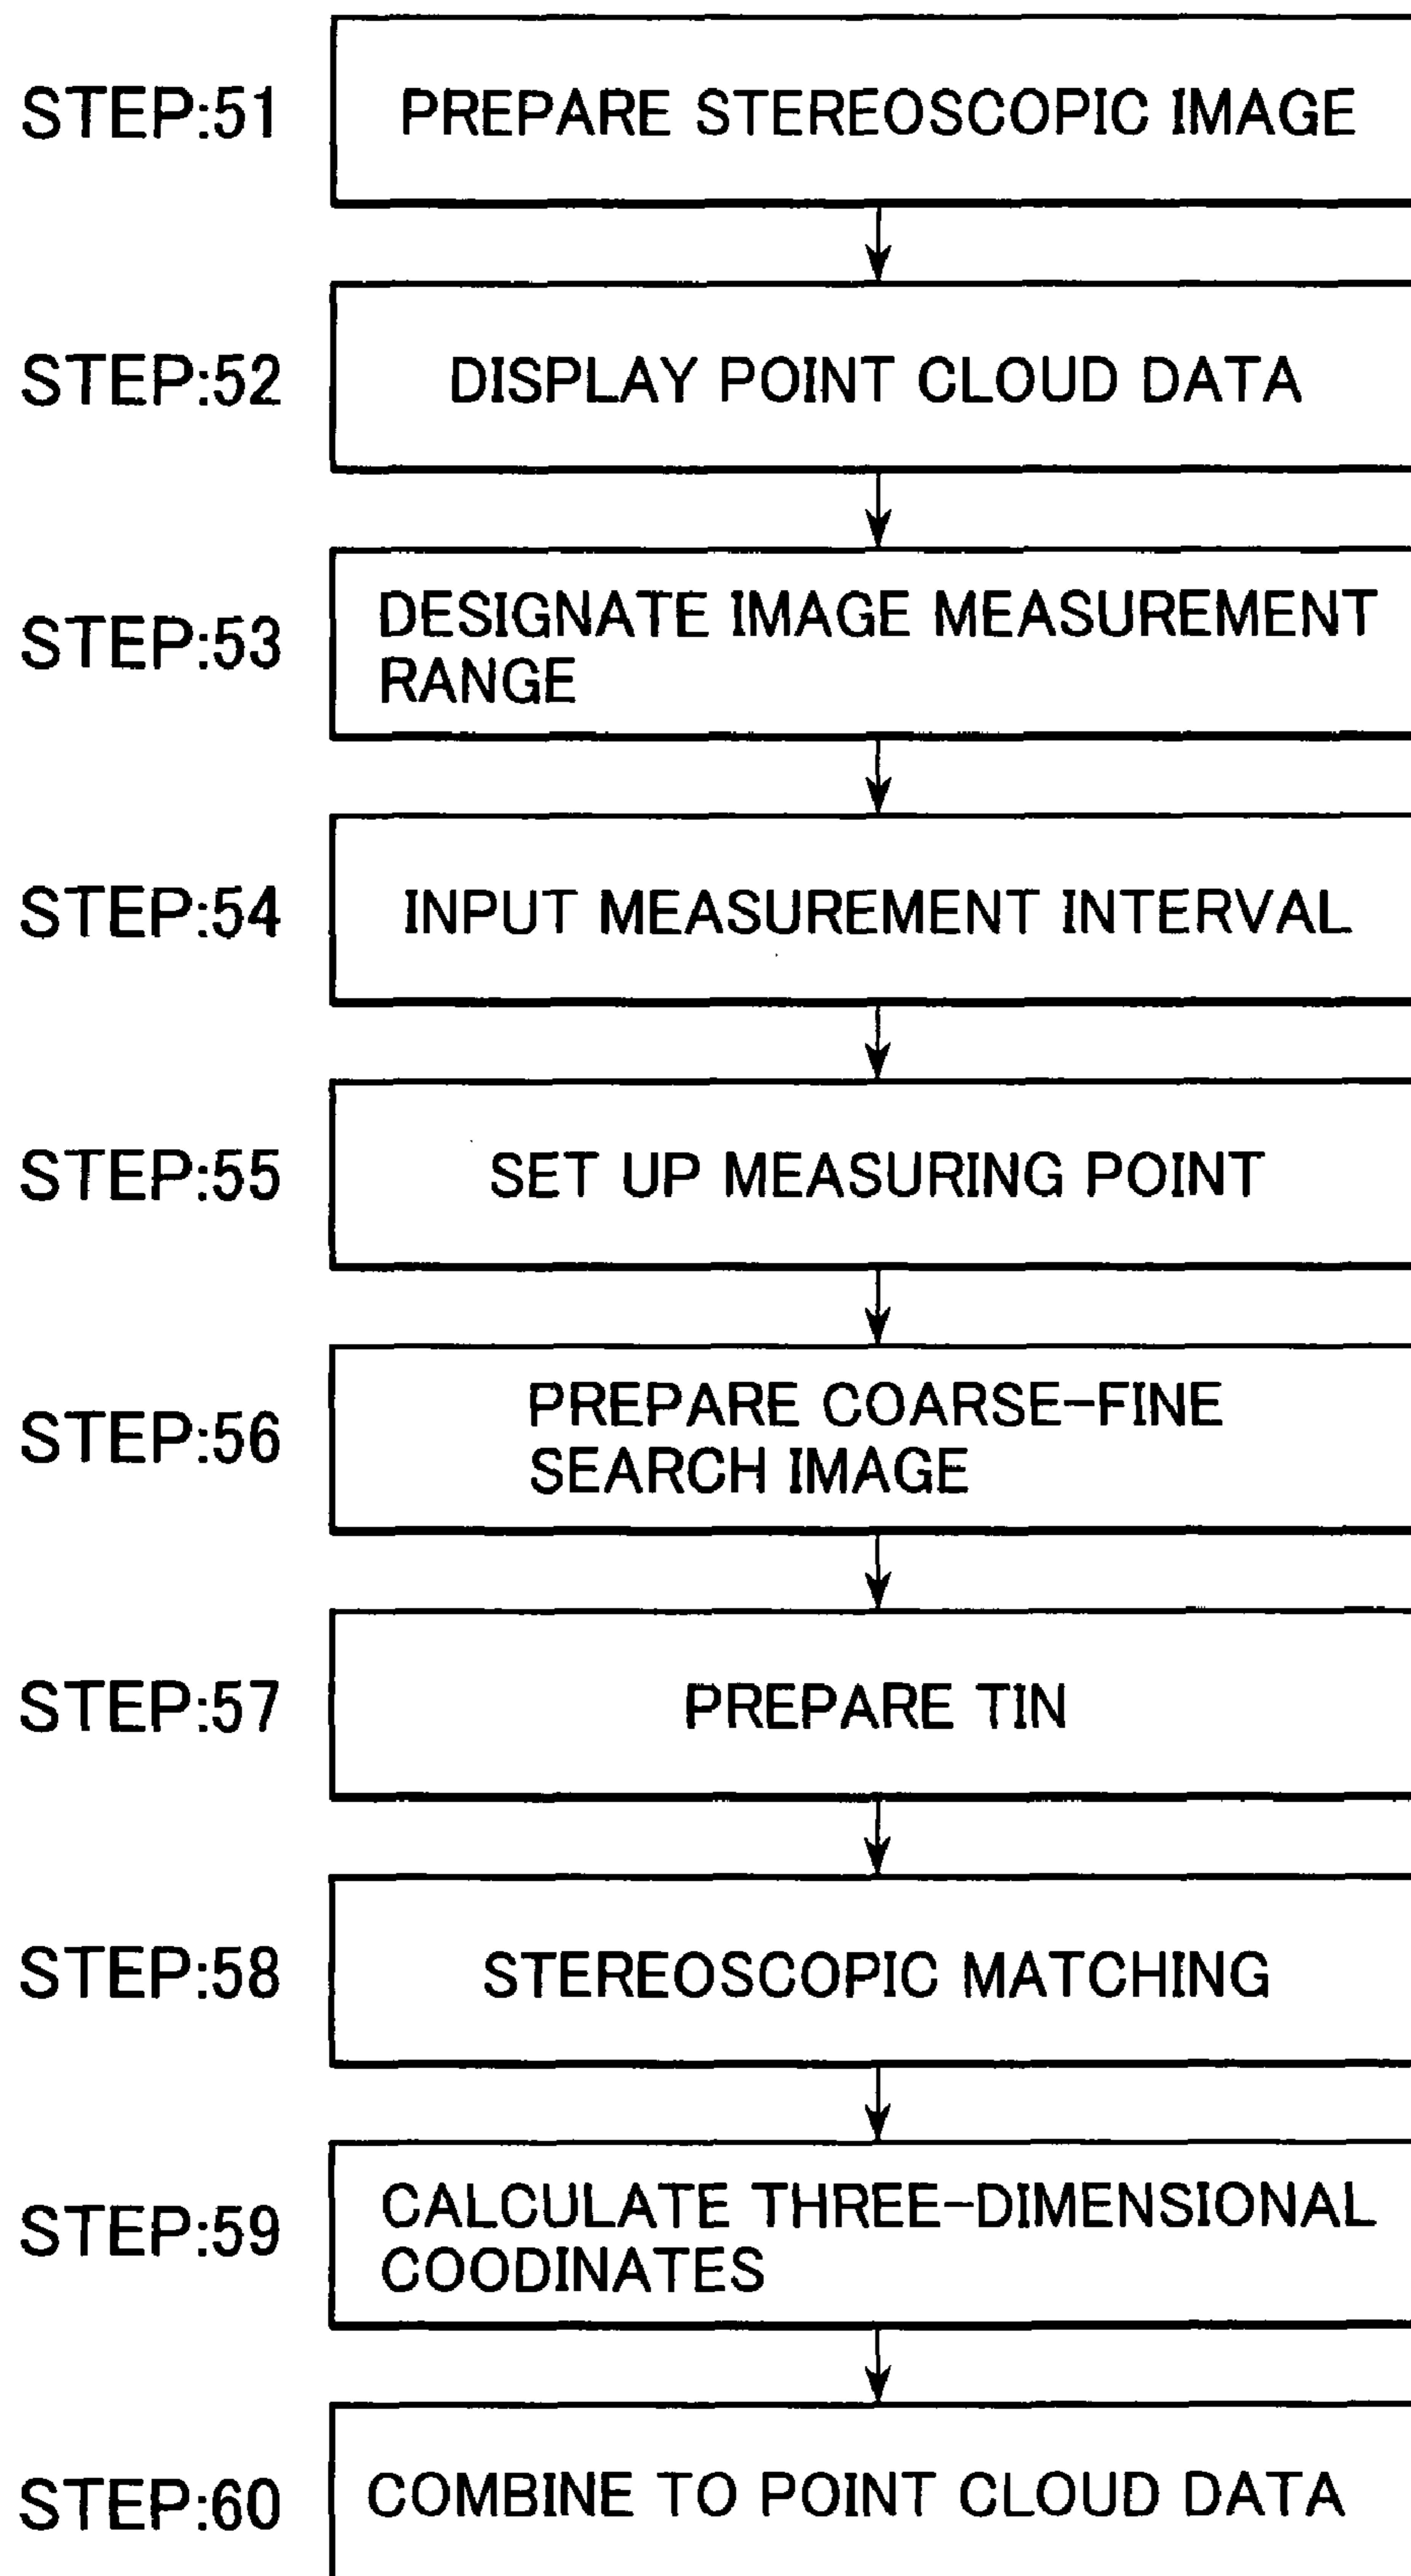 STEP:51 PREPARE STEREOSCOPIC IMAGE
STEP:52 DISPLAY POINT CLOUD DATA
STEP:53 DESIGNATE IMAGE MEASUREMENT
RANGE
STEP:54 INPUT MEASUREMENT INTERVAL
STEP:55 SET UP MEASURING POINT
STEP:56 PREPARE COARSE-FINE
SEARCH IMAGE
STEP:57 PREPARE TIN
STEP:58 STEREOSCOPIC MATCHING
STEP:59 CALCULATE THREE-DIMENSIONAL
COODINATES
STEP:60 COMBINE TO POINT CLOUD DATA